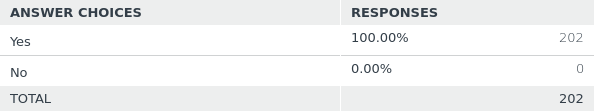 ANSWER CHOICES RESPONSES
Yes 100.00% 202
No 0.00% 0
TOTAL 202